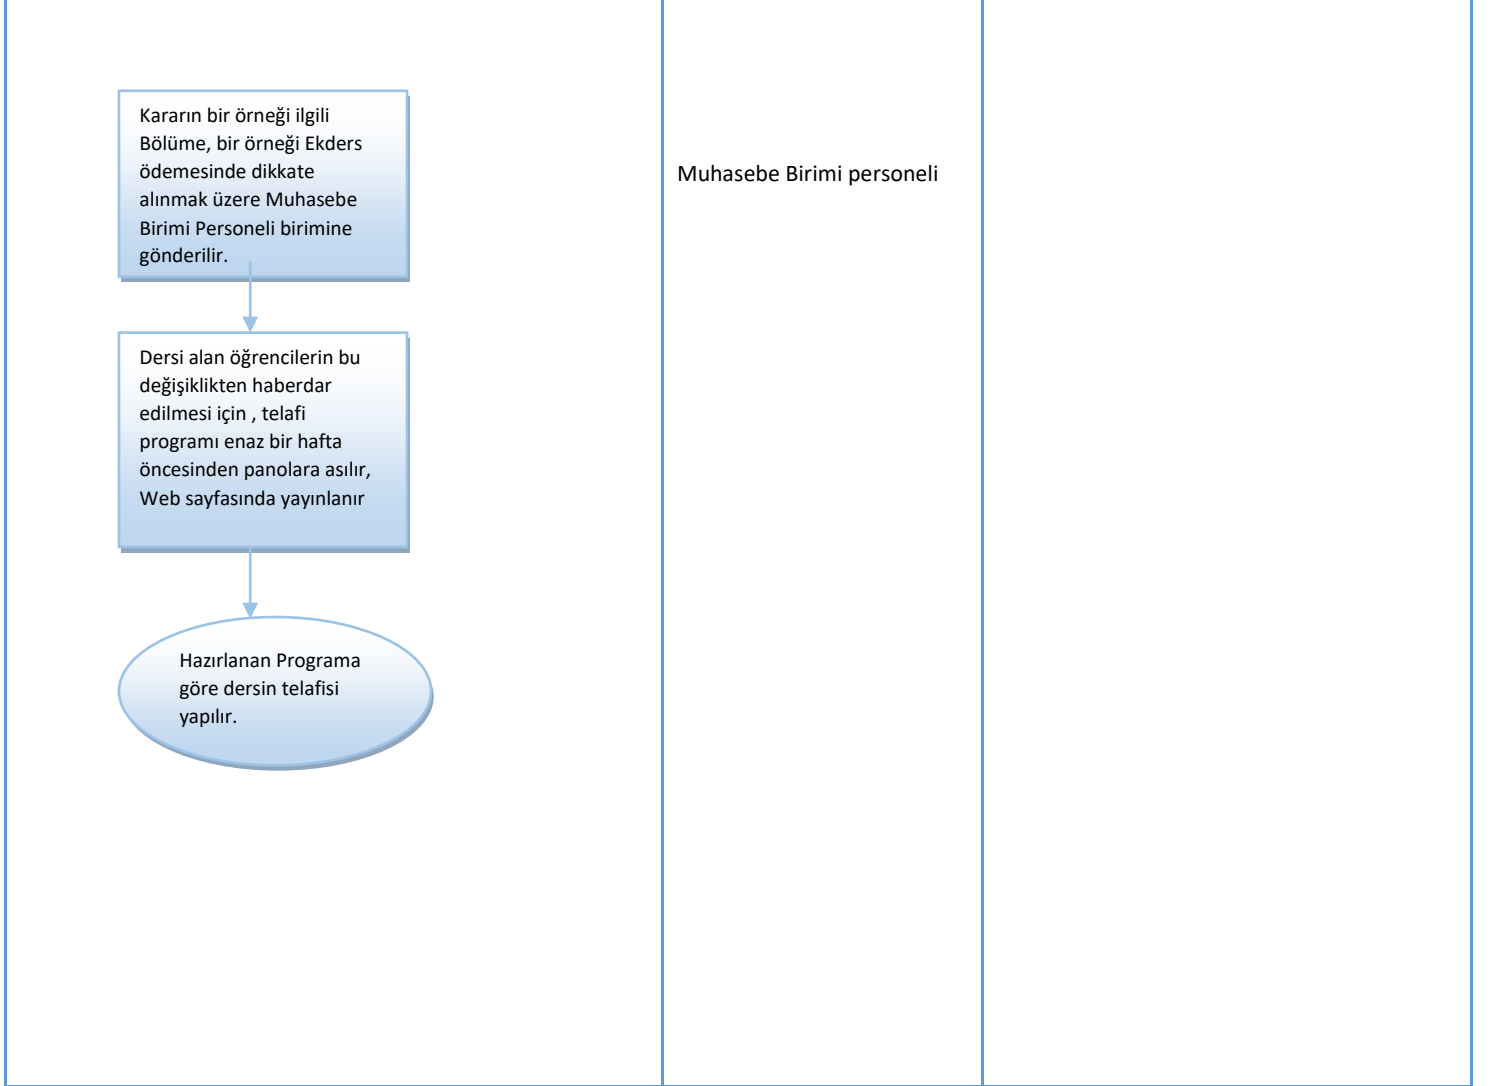 Kararın bir örneği ilgili
Bölüme, bir örneği Ekders
ödemesinde dikkate
alınmak üzere Muhasebe
Birimi Personeli birimine
gönderilir.
Muhasebe Birimi personeli
Dersi alan öğrencilerin bu
değişiklikten haberdar
edilmesi için , telafi
programı enaz bir hafta
öncesinden panolara asılır,
Web sayfasında yayınlanır
Hazırlanan Programa
göre dersin telafisi
yapılır.